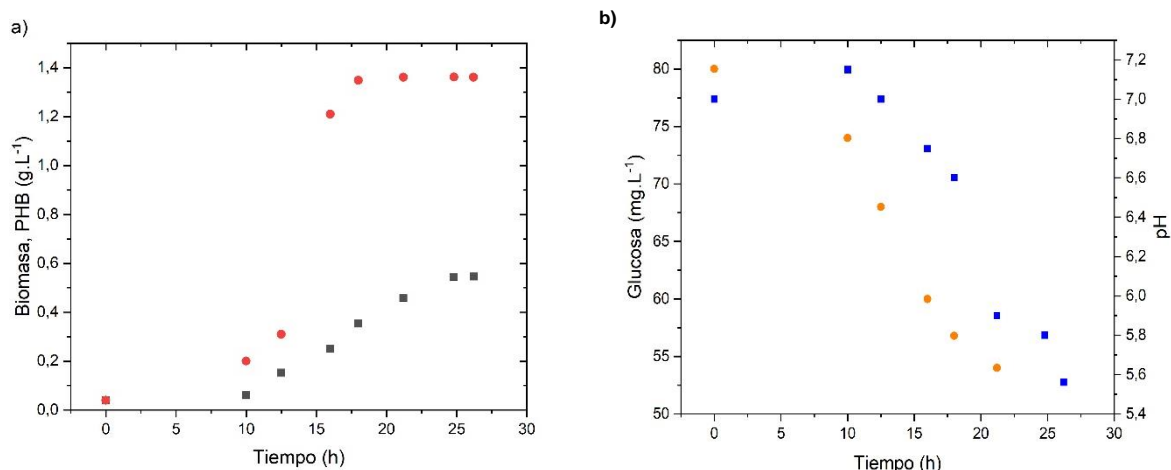 a)
1,4
1,2
1,0
0,8
0,6
0,4
0,2
0,0
Biomasa, PHB (g.L⁻¹)
0 5 10 15 20 25 30
Tiempo (h)
b)
80
75
70
65
60
55
50
Glucosa (mg.L⁻¹)
7,2
7,0
6,8
6,6
6,4
6,2
6,0
5,8
5,6
5,4
pH
0 5 10 15 20 25 30
Tiempo (h)